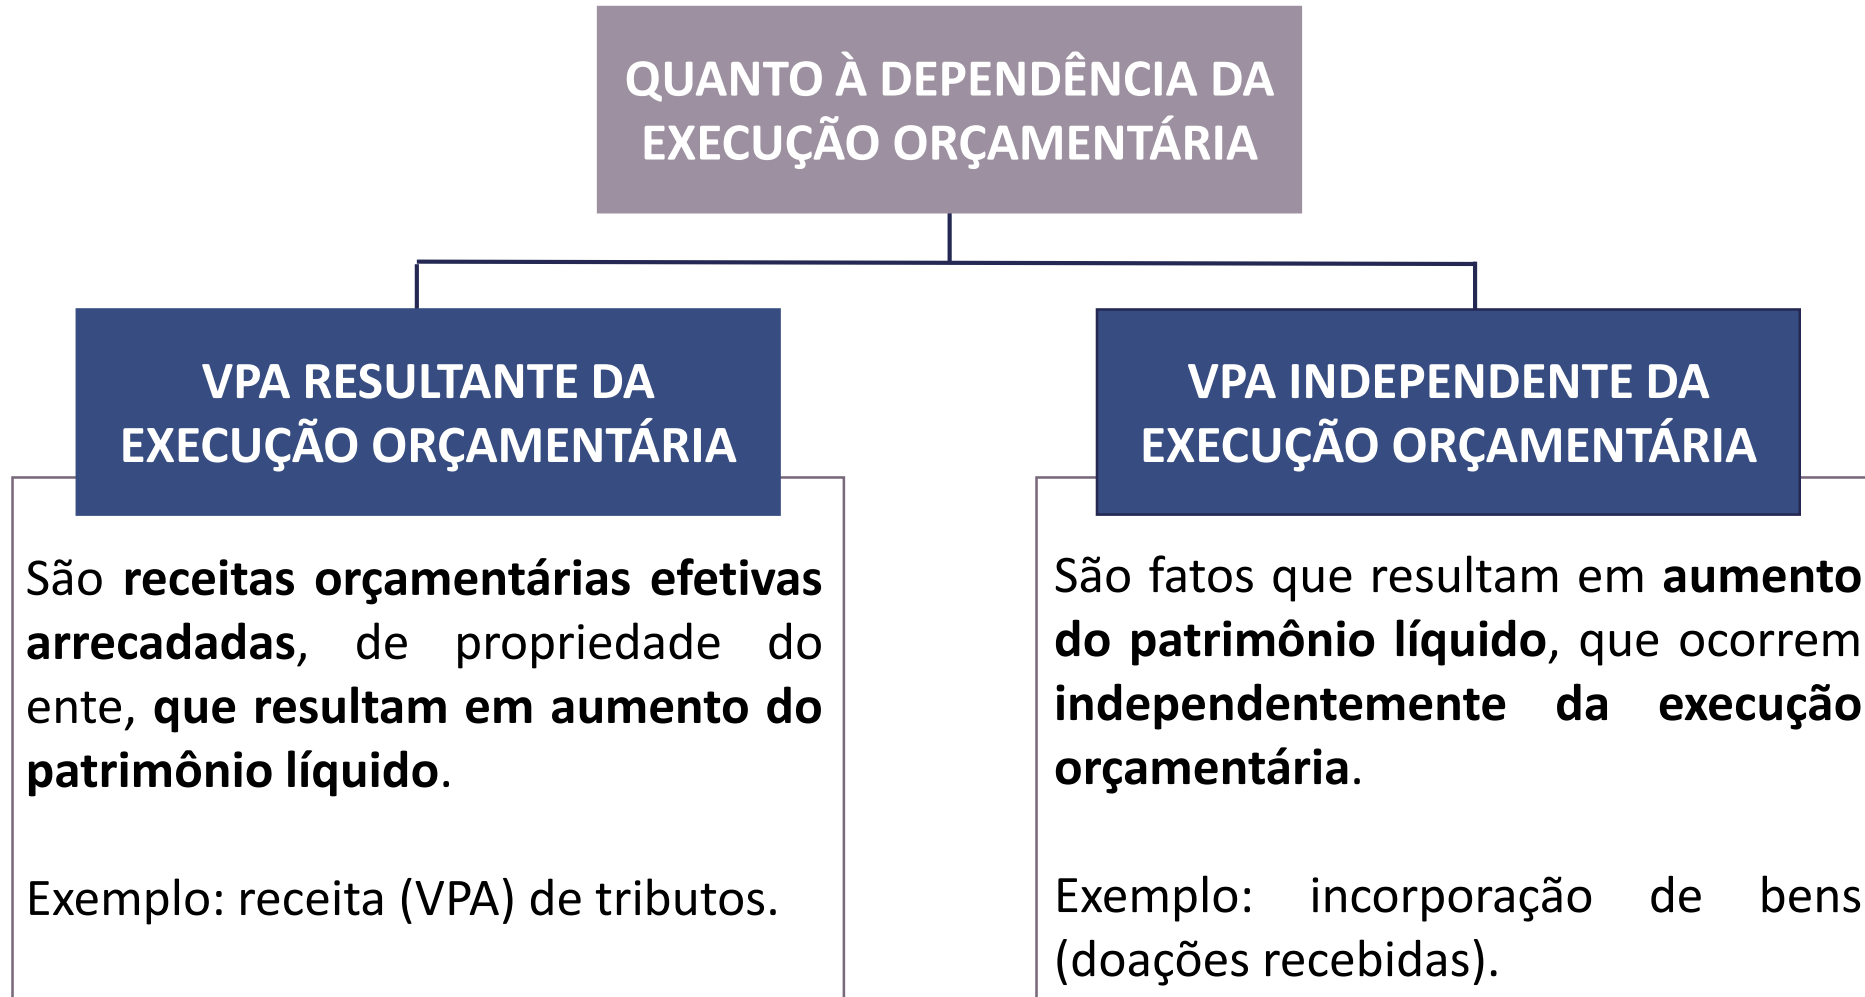 QUANTO À DEPENDÊNCIA DA
EXECUÇÃO ORÇAMENTÁRIA
VPA RESULTANTE DA
EXECUÇÃO ORÇAMENTÁRIA
São receitas orçamentárias efetivas
arrecadadas, de propriedade do
ente, que resultam em aumento do
patrimônio líquido.
Exemplo: receita (VPA) de tributos.
VPA INDEPENDENTE DA
EXECUÇÃO ORÇAMENTÁRIA
São fatos que resultam em aumento
do patrimônio líquido, que ocorrem
independentemente da execução
orçamentária.
Exemplo: incorporação de bens
(doações recebidas).